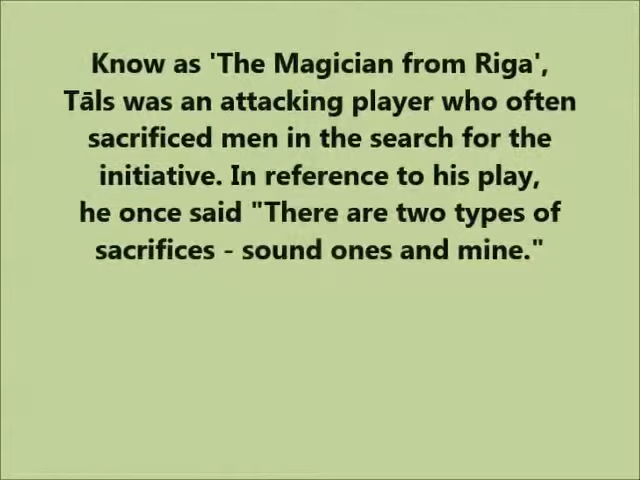 Know as 'The Magician from Riga',
Tāls was an attacking player who often
sacrificed men in the search for the
initiative. In reference to his play,
he once said "There are two types of
sacrifices - sound ones and mine."